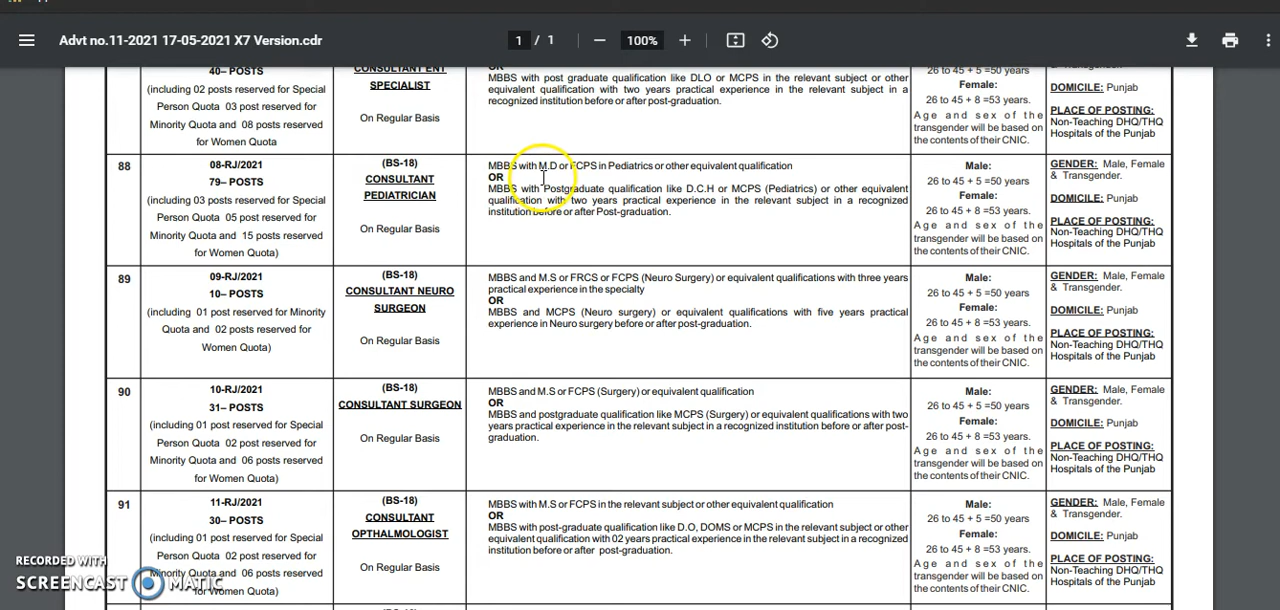 Advt no.11-2021 17-05-2021 X7 Version.cdr
1 / 1
100%
40– POSTS
(including 02 posts reserved for Special
Person Quota 03 post reserved for
Minority Quota and 08 posts reserved
for Women Quota
CONSULTANT ENT
SPECIALIST
On Regular Basis
OR
MBBS with post graduate qualification like DLO or MCPS in the relevant subject or other
equivalent qualification with two years practical experience in the relevant subject in a
recognized institution before or after post-graduation.
26 to 45 + 5 =50 years
Female:
26 to 45 + 8 =53 years.
Age and sex of the
transgender will be based on
the contents of their CNIC.
& Transgender.
DOMICILE: Punjab
PLACE OF POSTING:
Non-Teaching DHQ/THQ
Hospitals of the Punjab
88
08-RJ/2021
79– POSTS
(including 03 posts reserved for Special
Person Quota 05 post reserved for
Minority Quota and 15 posts reserved
for Women Quota)
(BS-18)
CONSULTANT
PEDIATRICIAN
On Regular Basis
MBBS with M.D or FCPS in Pediatrics or other equivalent qualification
OR
MBBS with Postgraduate qualification like D.C.H or MCPS (Pediatrics) or other equivalent
qualification with two years practical experience in the relevant subject in a recognized
institution before or after Post-graduation.
Male:
26 to 45 + 5 =50 years
Female:
26 to 45 + 8 =53 years.
Age and sex of the
transgender will be based on
the contents of their CNIC.
GENDER: Male, Female
& Transgender.
DOMICILE: Punjab
PLACE OF POSTING:
Non-Teaching DHQ/THQ
Hospitals of the Punjab
89
09-RJ/2021
10– POSTS
(including 01 post reserved for Minority
Quota and 02 posts reserved for
Women Quota)
(BS-18)
CONSULTANT NEURO
SURGEON
On Regular Basis
MBBS and M.S or FRCS or FCPS (Neuro Surgery) or equivalent qualifications with three years
practical experience in the specialty
OR
MBBS and MCPS (Neuro surgery) or equivalent qualifications with five years practical
experience in Neuro surgery before or after post-graduation.
Male:
26 to 45 + 5 =50 years
Female:
26 to 45 + 8 =53 years.
Age and sex of the
transgender will be based on
the contents of their CNIC.
GENDER: Male, Female
& Transgender.
DOMICILE: Punjab
PLACE OF POSTING:
Non-Teaching DHQ/THQ
Hospitals of the Punjab
90
10-RJ/2021
31– POSTS
(including 01 post reserved for Special
Person Quota 02 post reserved for
Minority Quota and 06 posts reserved
for Women Quota)
(BS-18)
CONSULTANT SURGEON
On Regular Basis
MBBS and M.S or FCPS (Surgery) or equivalent qualification
OR
MBBS and postgraduate qualification like MCPS (Surgery) or equivalent qualifications with two
years practical experience in the relevant subject in a recognized institution before or after post-
graduation.
Male:
26 to 45 + 5 =50 years
Female:
26 to 45 + 8 =53 years.
Age and sex of the
transgender will be based on
the contents of their CNIC.
GENDER: Male, Female
& Transgender.
DOMICILE: Punjab
PLACE OF POSTING:
Non-Teaching DHQ/THQ
Hospitals of the Punjab
91
11-RJ/2021
30– POSTS
(including 01 post reserved for Special
Person Quota 02 post reserved for
Minority Quota and 06 posts reserved
for Women Quota)
(BS-18)
CONSULTANT
OPTHALMOLOGIST
On Regular Basis
MBBS with M.S or FCPS in the relevant subject or other equivalent qualification
OR
MBBS with post-graduate qualification like D.O, DOMS or MCPS in the relevant subject or other
equivalent qualification with 02 years practical experience in the relevant subject in a recognized
institution before or after post-graduation.
Male:
26 to 45 + 5 =50 years
Female:
26 to 45 + 8 =53 years.
Age and sex of the
transgender will be based on
the contents of their CNIC.
GENDER: Male, Female
& Transgender.
DOMICILE: Punjab
PLACE OF POSTING:
Non-Teaching DHQ/THQ
Hospitals of the Punjab
RECORDED WITH
SCREENCAST MATIC